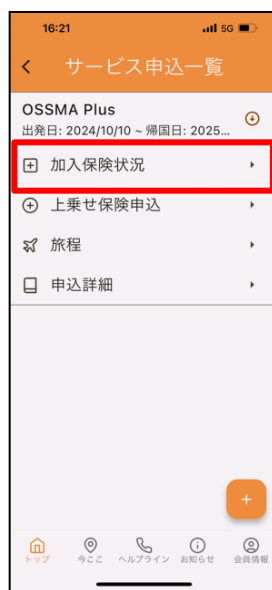 16:21
5G
サービス申込一覧
OSSMA Plus
出発日: 2024/10/10 ~ 帰国日: 2025...
加入保険状況
上乗せ保険申込
旅程
申込詳細
トップ 今ここ ヘルプライン お知らせ 会員情報